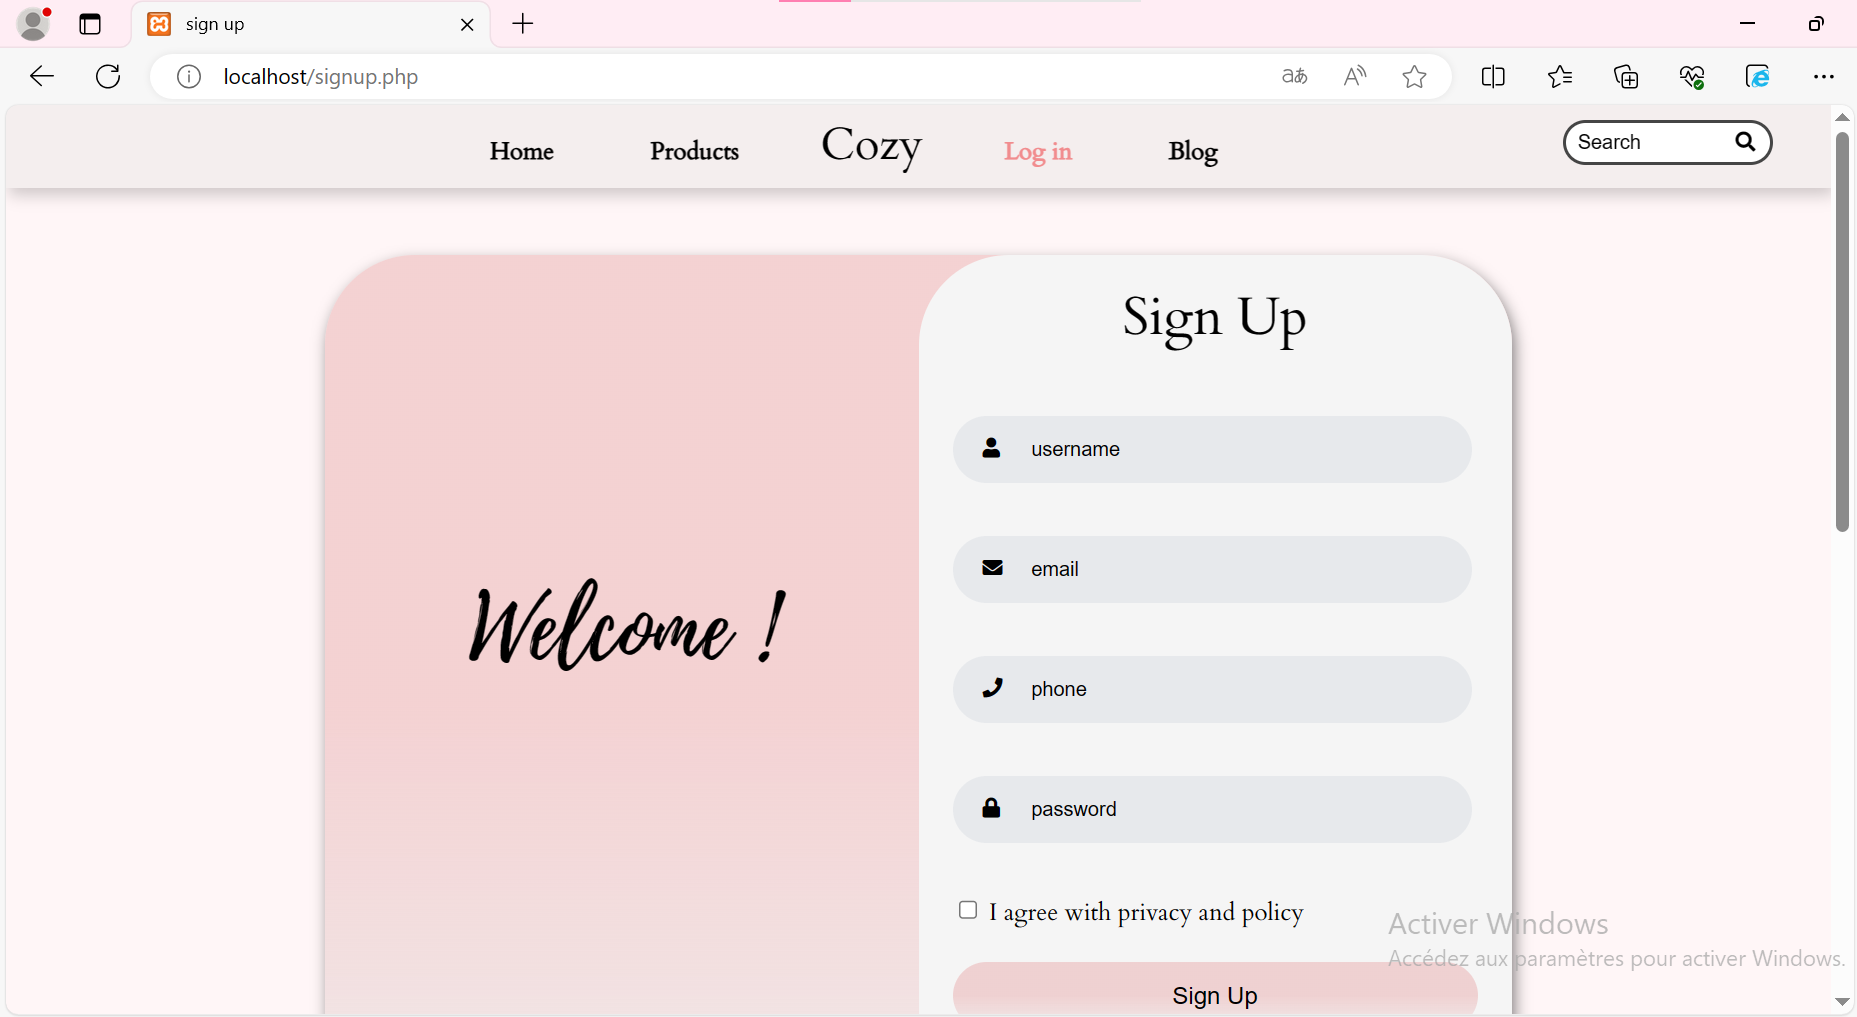 sign up
localhost/signup.php
Home
Products
Cozy
Log in
Blog
Search
Sign Up
username
email
Welcome !
phone
password
I agree with privacy and policy
Activer Windows
Accédez aux paramètres pour activer Windows.
Sign Up